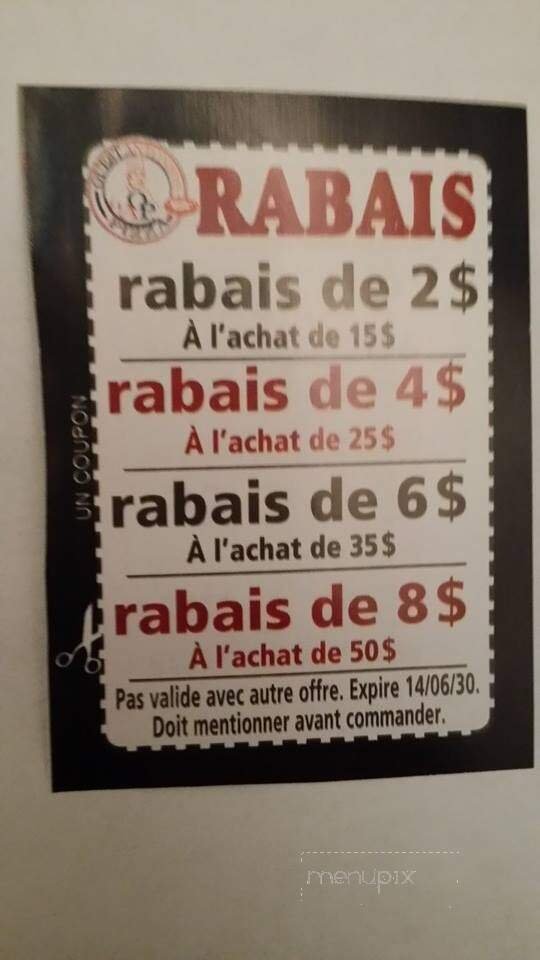 RABAIS
rabais de 2$
À l'achat de 15$
rabais de 4$
À l'achat de 25$
rabais de 6$
À l'achat de 35$
rabais de 8$
À l'achat de 50$
Pas valide avec autre offre. Expire 14/06/30.
Doit mentionner avant commander.
UN COUPON
menupix